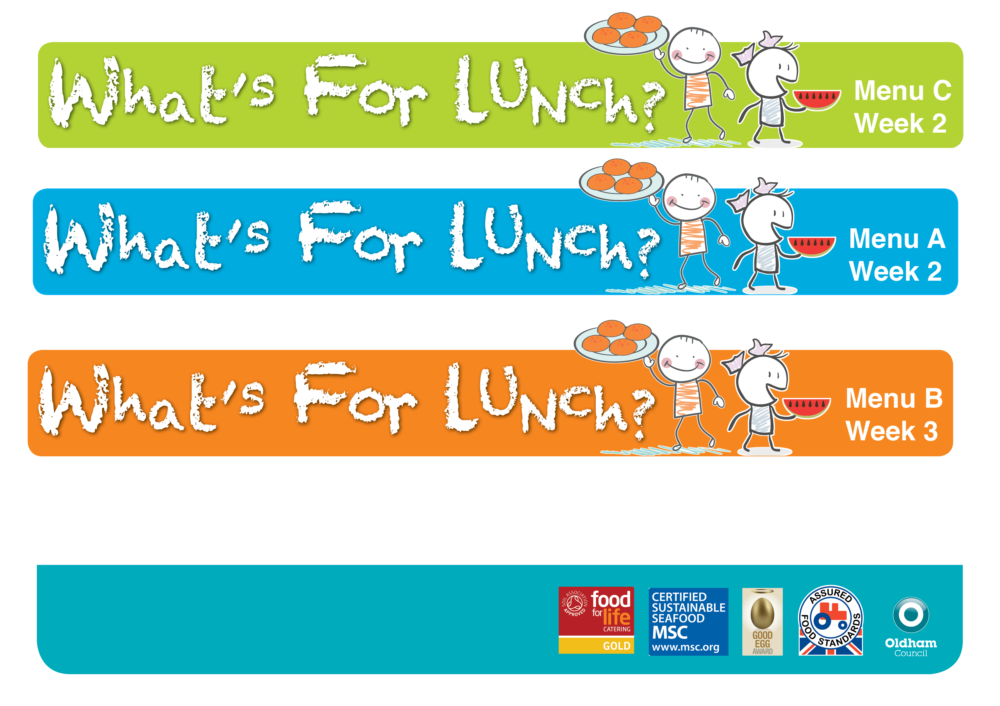 What's For Lunch?
Menu C
Week 2
What's For Lunch?
Menu A
Week 2
What's For Lunch?
Menu B
Week 3
SOIL ASSOCIATION
APPROVED
food
for life
CATERING
GOLD
CERTIFIED
SUSTAINABLE
SEAFOOD
MSC
www.msc.org
GOOD
EGG
AWARD
ASSURED
FOOD STANDARDS
Oldham
Council